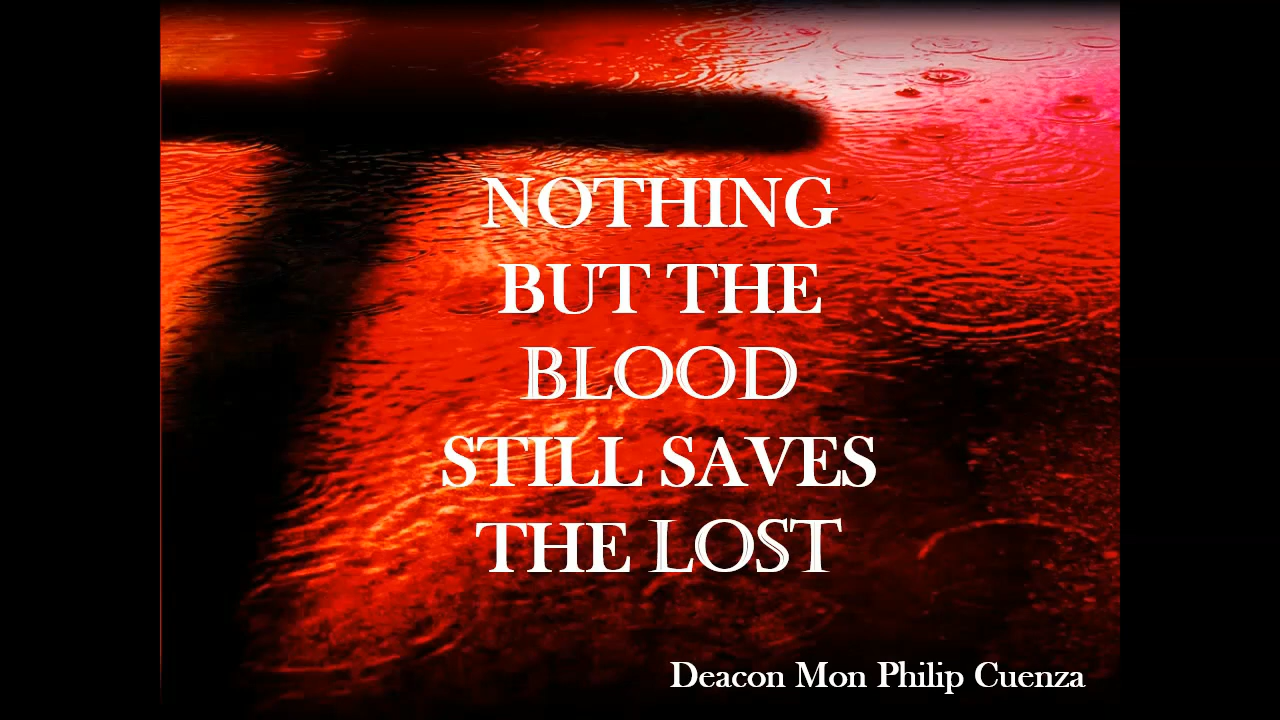 NOTHING
BUT THE
BLOOD
STILL SAVES
THE LOST
Deacon Mon Philip Cuenza